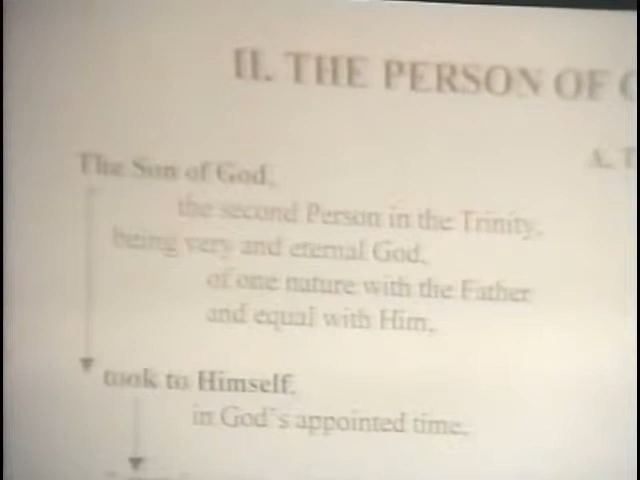 II. THE PERSON OF
A.
The Son of God,
the second Person in the Trinity,
being very and eternal God,
of one nature with the Father
and equal with Him,
took to Himself,
in God's appointed time,